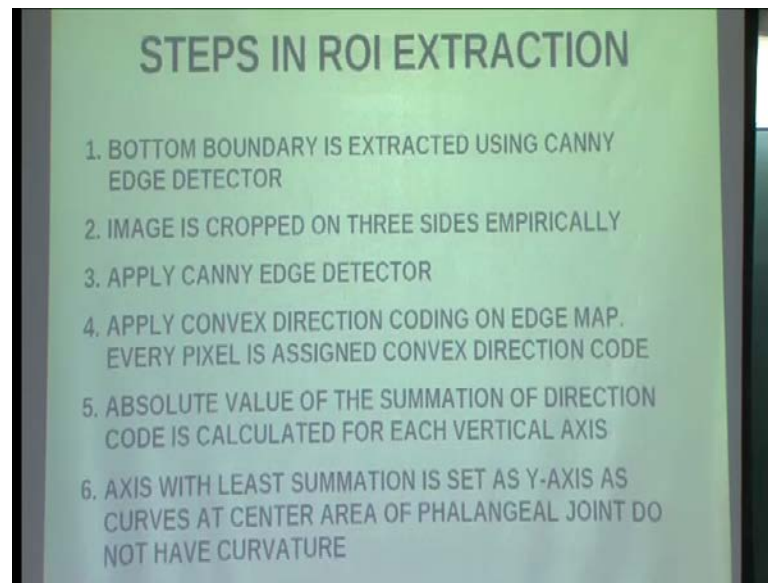 STEPS IN ROI EXTRACTION
1. BOTTOM BOUNDARY IS EXTRACTED USING CANNY
EDGE DETECTOR
2. IMAGE IS CROPPED ON THREE SIDES EMPIRICALLY
3. APPLY CANNY EDGE DETECTOR
4. APPLY CONVEX DIRECTION CODING ON EDGE MAP.
EVERY PIXEL IS ASSIGNED CONVEX DIRECTION CODE
5. ABSOLUTE VALUE OF THE SUMMATION OF DIRECTION
CODE IS CALCULATED FOR EACH VERTICAL AXIS
6. AXIS WITH LEAST SUMMATION IS SET AS Y-AXIS AS
CURVES AT CENTER AREA OF PHALANGEAL JOINT DO
NOT HAVE CURVATURE